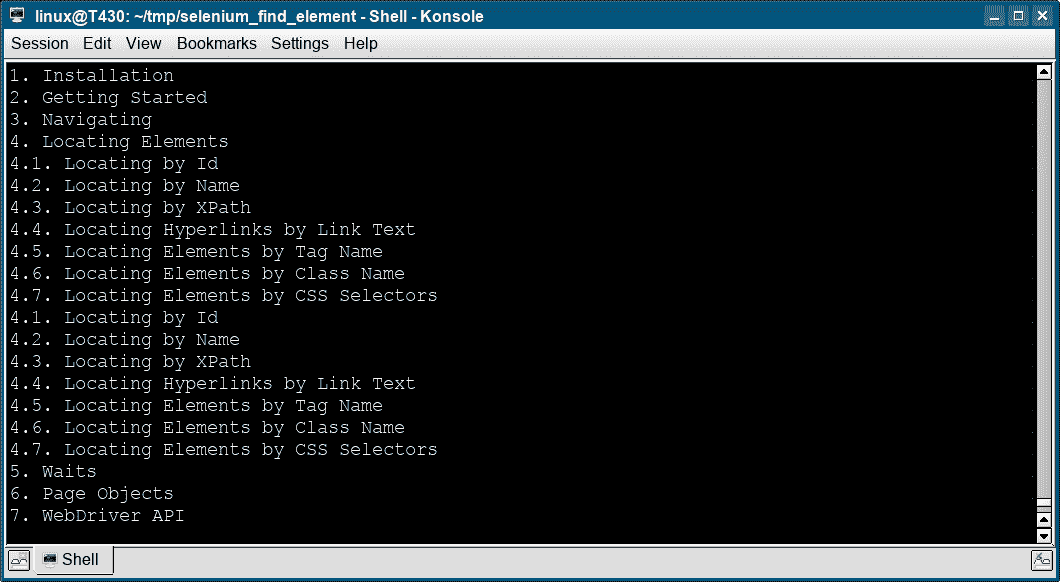 linux@T430: ~/tmp/selenium_find_element - Shell - Konsole
Session Edit View Bookmarks Settings Help
1. Installation
2. Getting Started
3. Navigating
4. Locating Elements
4.1. Locating by Id
4.2. Locating by Name
4.3. Locating by XPath
4.4. Locating Hyperlinks by Link Text
4.5. Locating Elements by Tag Name
4.6. Locating Elements by Class Name
4.7. Locating Elements by CSS Selectors
4.1. Locating by Id
4.2. Locating by Name
4.3. Locating by XPath
4.4. Locating Hyperlinks by Link Text
4.5. Locating Elements by Tag Name
4.6. Locating Elements by Class Name
4.7. Locating Elements by CSS Selectors
5. Waits
6. Page Objects
7. WebDriver API
Shell